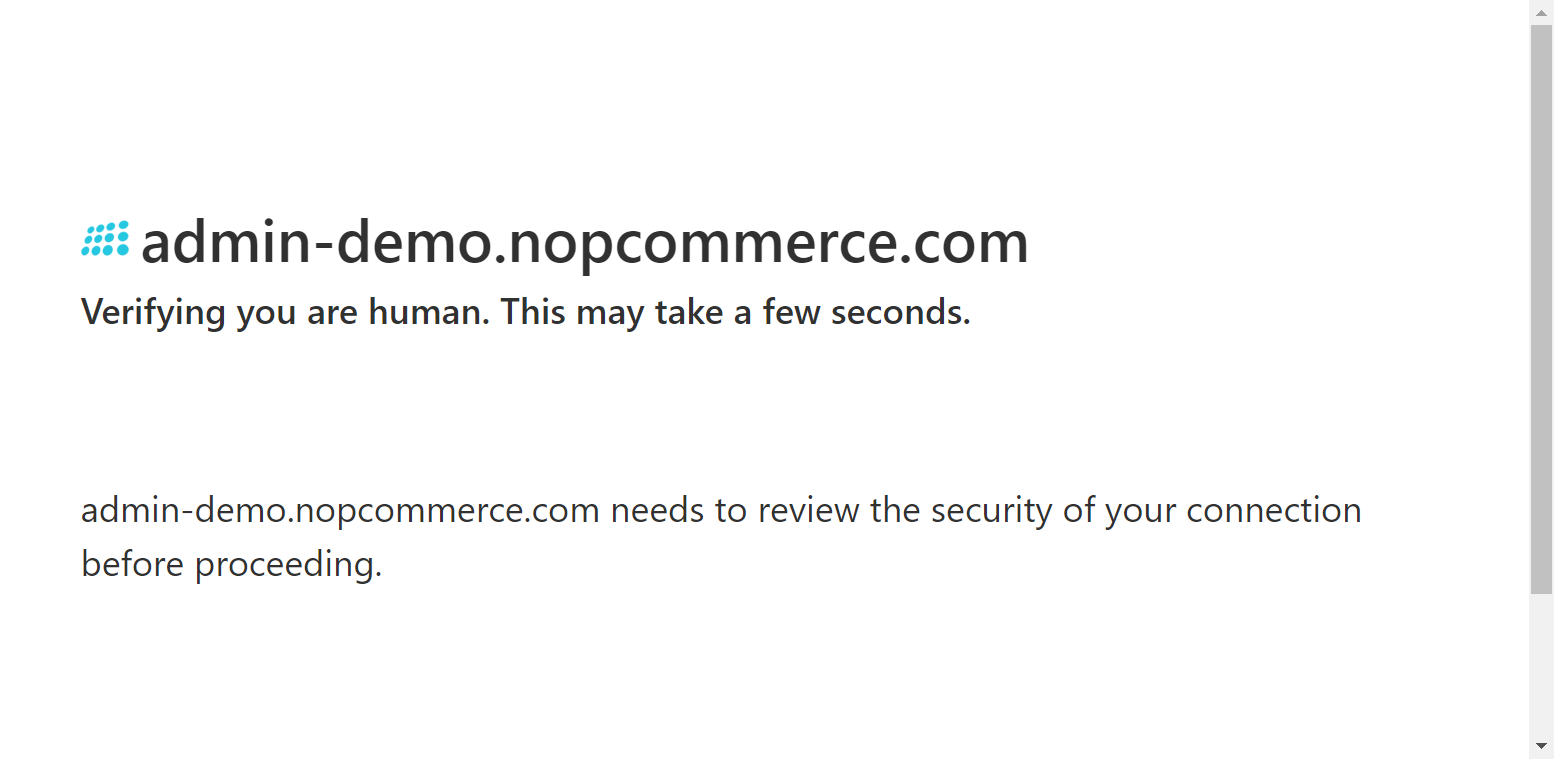 admin-demo.nopcommerce.com
Verifying you are human. This may take a few seconds.
admin-demo.nopcommerce.com needs to review the security of your connection
before proceeding.